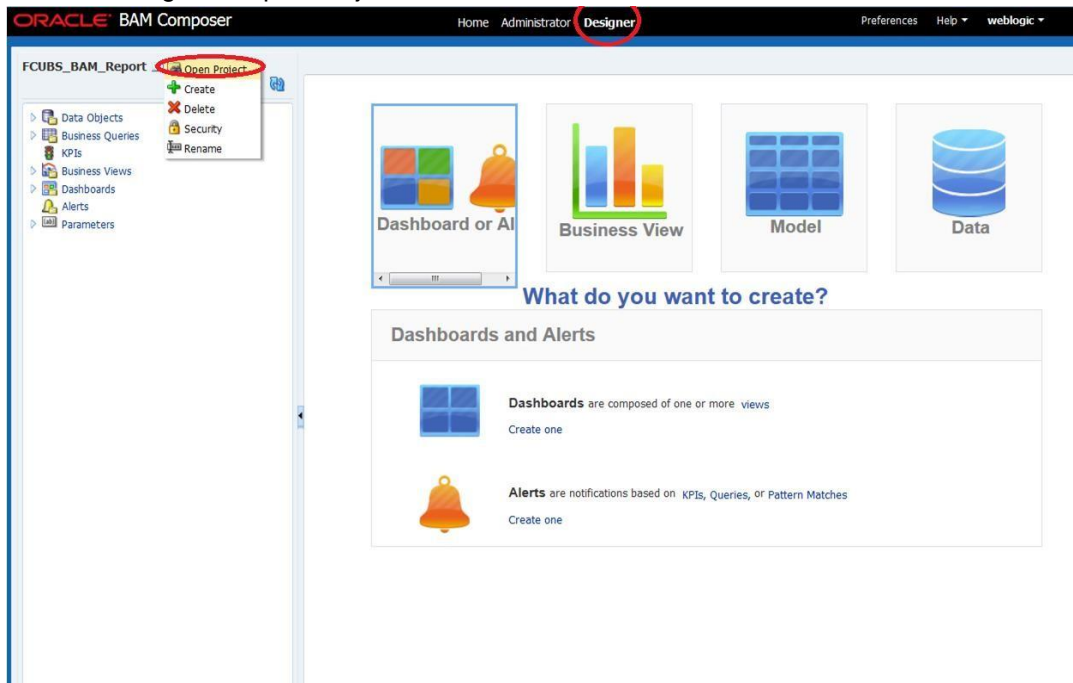 ORACLE BAM Composer
Home Administrator Designer
Preferences Help weblogic
FCUBS_BAM_Report
Open Project
Create
Delete
Security
Rename
Data Objects
Business Queries
KPIs
Business Views
Dashboards
Alerts
Parameters
Dashboard or Al
Business View
Model
Data
What do you want to create?
Dashboards and Alerts
Dashboards are composed of one or more views
Create one
Alerts are notifications based on KPIs, Queries, or Pattern Matches
Create one